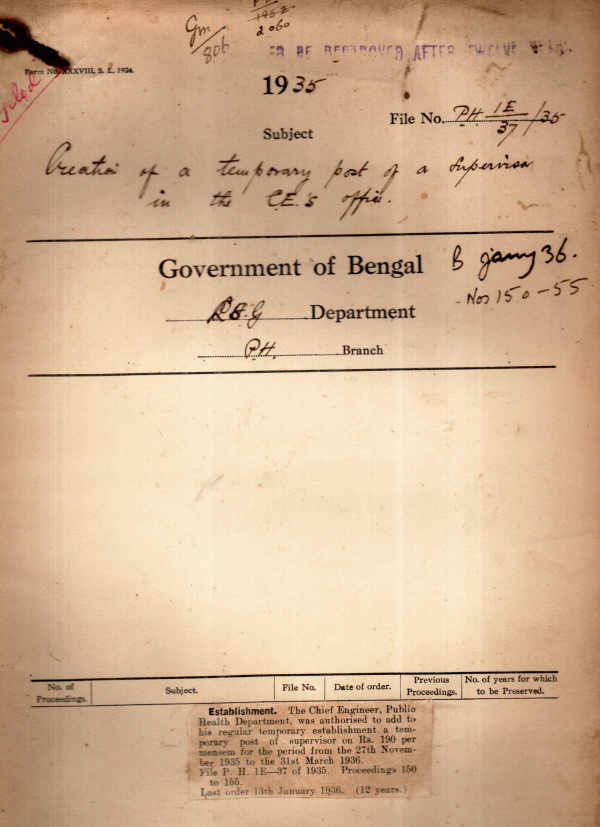 Gm
806
1952
2060
TO BE DESTROYED AFTER TWELVE YEARS.
Form No. XXXVIII, S. L., 1924.
Filed
1935
File No. PH 1E/37/35
Subject
Creation of a temporary post of a Supervisor
in the C.E.'s office.
Government of Bengal
B jany 36.
Nos 150-55
Department
P.H. Branch
No. of Proceedings.
Subject.
File No.
Date of order.
Previous Proceedings.
No. of years for which to be Preserved.
Establishment. The Chief Engineer, Public
Health Department, was authorised to add to
his regular temporary establishment a tem-
porary post of supervisor on Rs. 190 per
mensem for the period from the 27th Novem-
ber 1935 to the 31st March 1936.
File P. H. 1E—37 of 1935. Proceedings 150
to 155.
Last order 13th January 1936. (12 years.)